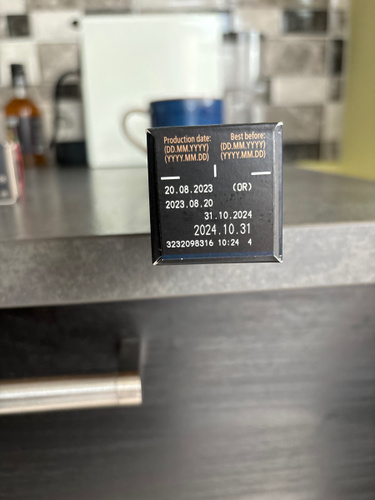 Production date: Best before:
(DD.MM.YYYY) (DD.MM.YYYY)
(YYYY.MM.DD) (YYYY.MM.DD)
20.08.2023 (OR)
2023.08.20
31.10.2024
2024.10.31
3232098316 10:24 4